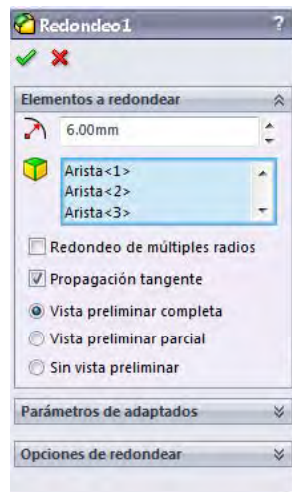 Redondeo1 ?
Elementos a redondear
6.00mm
Arista<1>
Arista<2>
Arista<3>
Redondeo de múltiples radios
Propagación tangente
Vista preliminar completa
Vista preliminar parcial
Sin vista preliminar
Parámetros de adaptados
Opciones de redondear